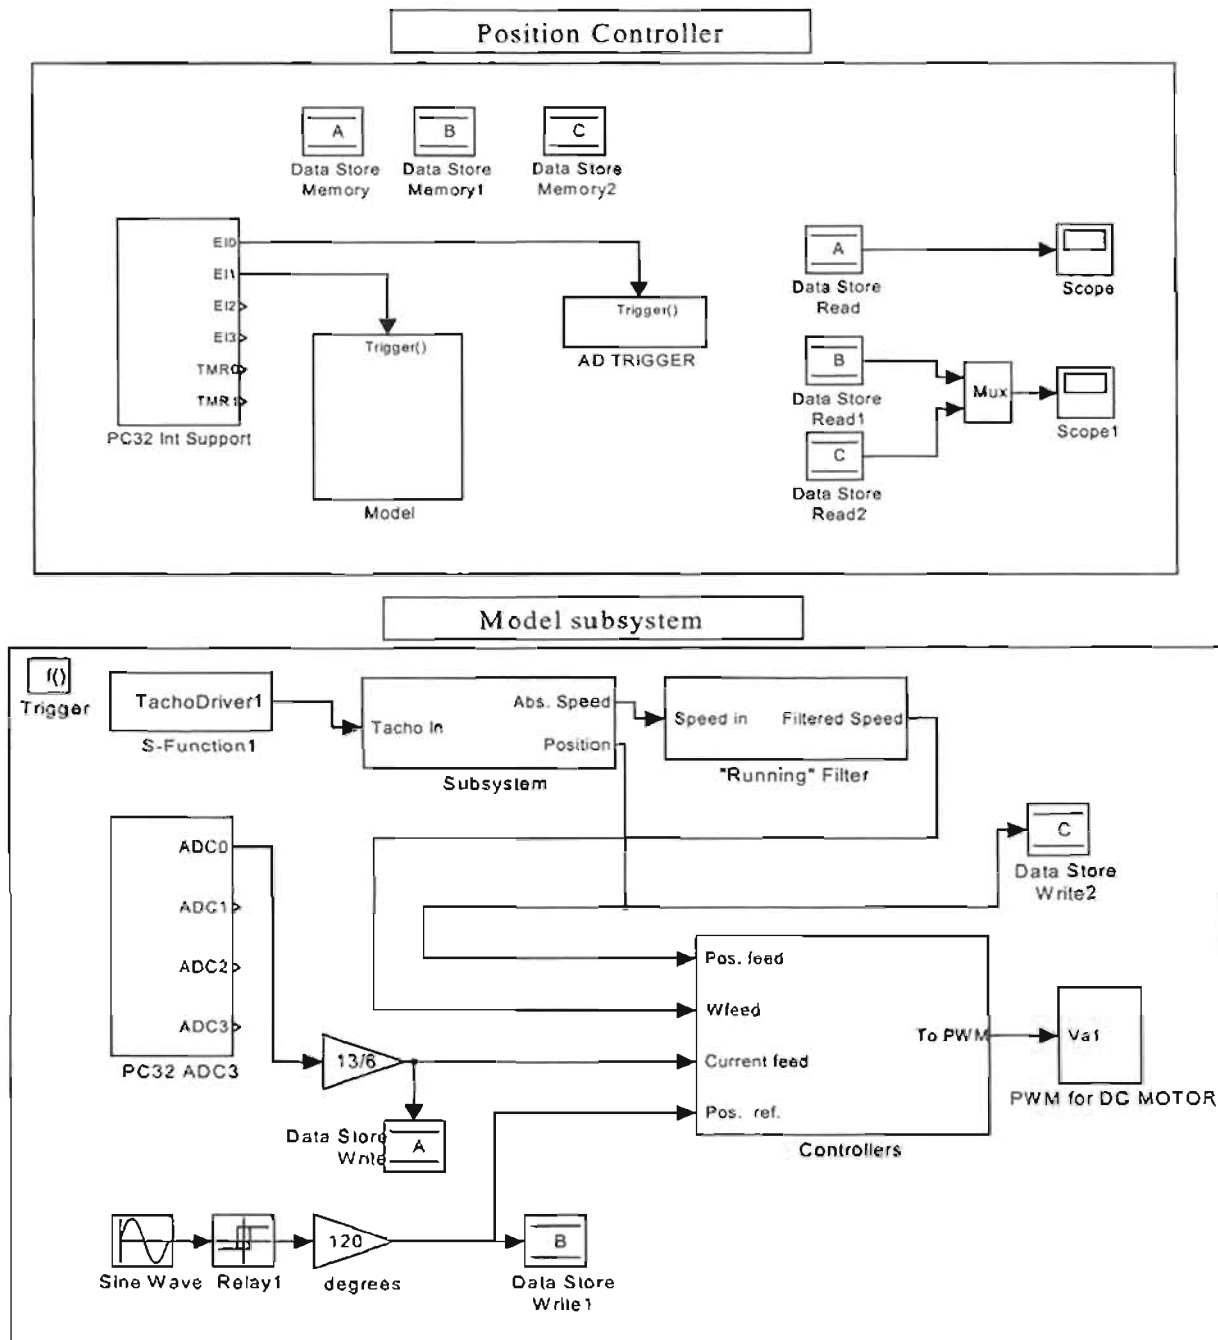 Position Controller
A
B
C
Data Store
Memory
Data Store
Memory1
Data Store
Memory2
EI0
EI1
EI2
EI3
TMR0
TMR1
PC32 Int Support
Trigger()
Model
Trigger()
AD TRIGGER
A
Data Store
Read
Scope
B
Data Store
Read1
Mux
Scope1
C
Data Store
Read2
Model subsystem
f()
Trigger
TachoDriver1
S-Function1
Tacho In
Abs. Speed
Position
Subsystem
Speed in
Filtered Speed
"Running" Filter
ADC0
ADC1
ADC2
ADC3
PC32 ADC3
C
Data Store
Write2
13/6
Data Store
Write
A
Pos. feed
Wfeed
Current feed
Pos. ref.
To PWM
Controllers
Va1
PWM for DC MOTOR
Sine Wave
Relay1
120
degrees
B
Data Store
Write1